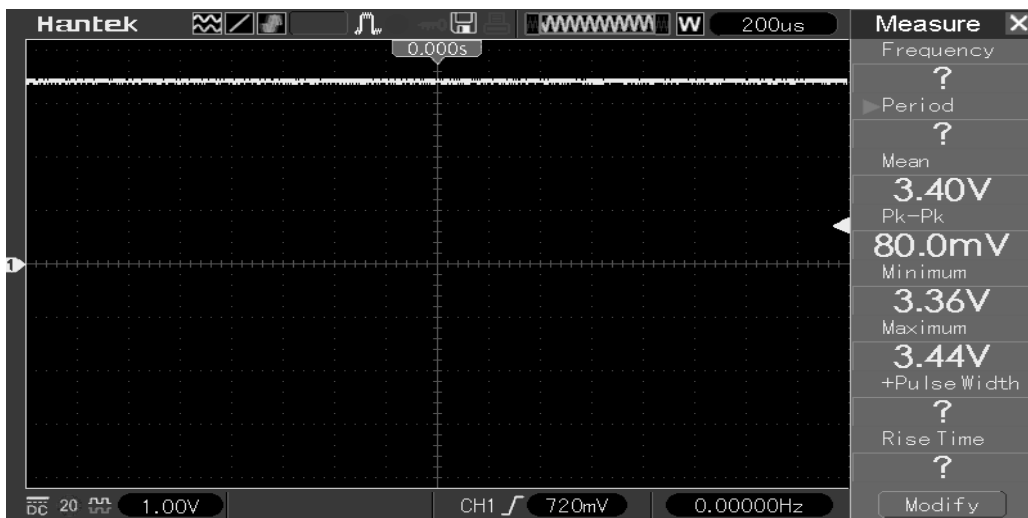 Hantek W 200us Measure X
0.000s
Frequency
?
Period
?
Mean
3.40V
Pk-Pk
80.0mV
Minimum
3.36V
Maximum
3.44V
+Pulse Width
?
Rise Time
?
1
DC 20 1.00V CH1 720mV 0.00000Hz Modify